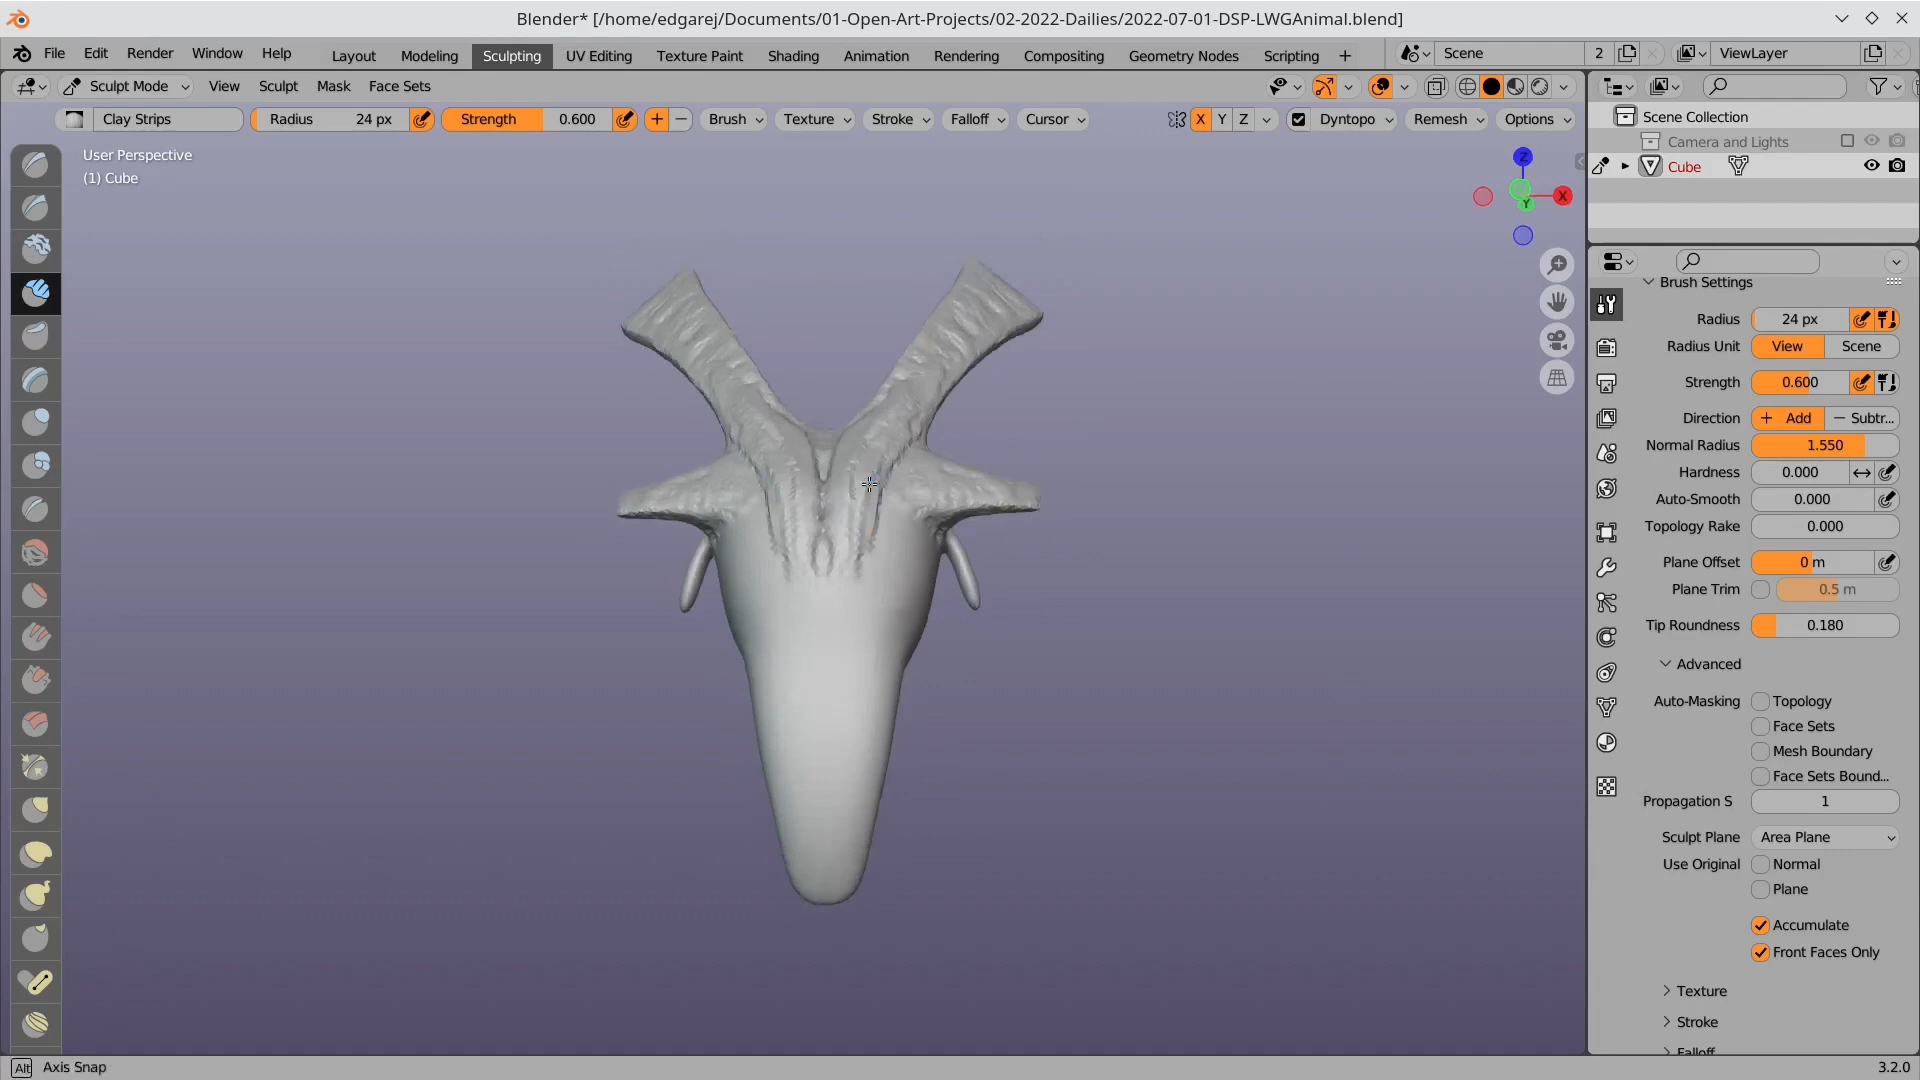 Blender* [/home/edgarej/Documents/01-Open-Art-Projects/02-2022-Dailies/2022-07-01-DSP-LWGAnimal.blend]
File Edit Render Window Help Layout Modeling Sculpting UV Editing Texture Paint Shading Animation Rendering Compositing Geometry Nodes Scripting + Scene 2 ViewLayer
Sculpt Mode View Sculpt Mask Face Sets
Clay Strips Radius 24 px Strength 0.600 + − Brush Texture Stroke Falloff Cursor X Y Z Dyntopo Remesh Options
User Perspective
(1) Cube
Z
X
Y
Scene Collection
Camera and Lights
Cube
Brush Settings
Radius 24 px
Radius Unit View Scene
Strength 0.600
Direction + Add − Subtr...
Normal Radius 1.550
Hardness 0.000
Auto-Smooth 0.000
Topology Rake 0.000
Plane Offset 0 m
Plane Trim 0.5 m
Tip Roundness 0.180
Advanced
Auto-Masking Topology
Face Sets
Mesh Boundary
Face Sets Bound...
Propagation S 1
Sculpt Plane Area Plane
Use Original Normal
Plane
Accumulate
Front Faces Only
Texture
Stroke
Falloff
Alt Axis Snap 3.2.0